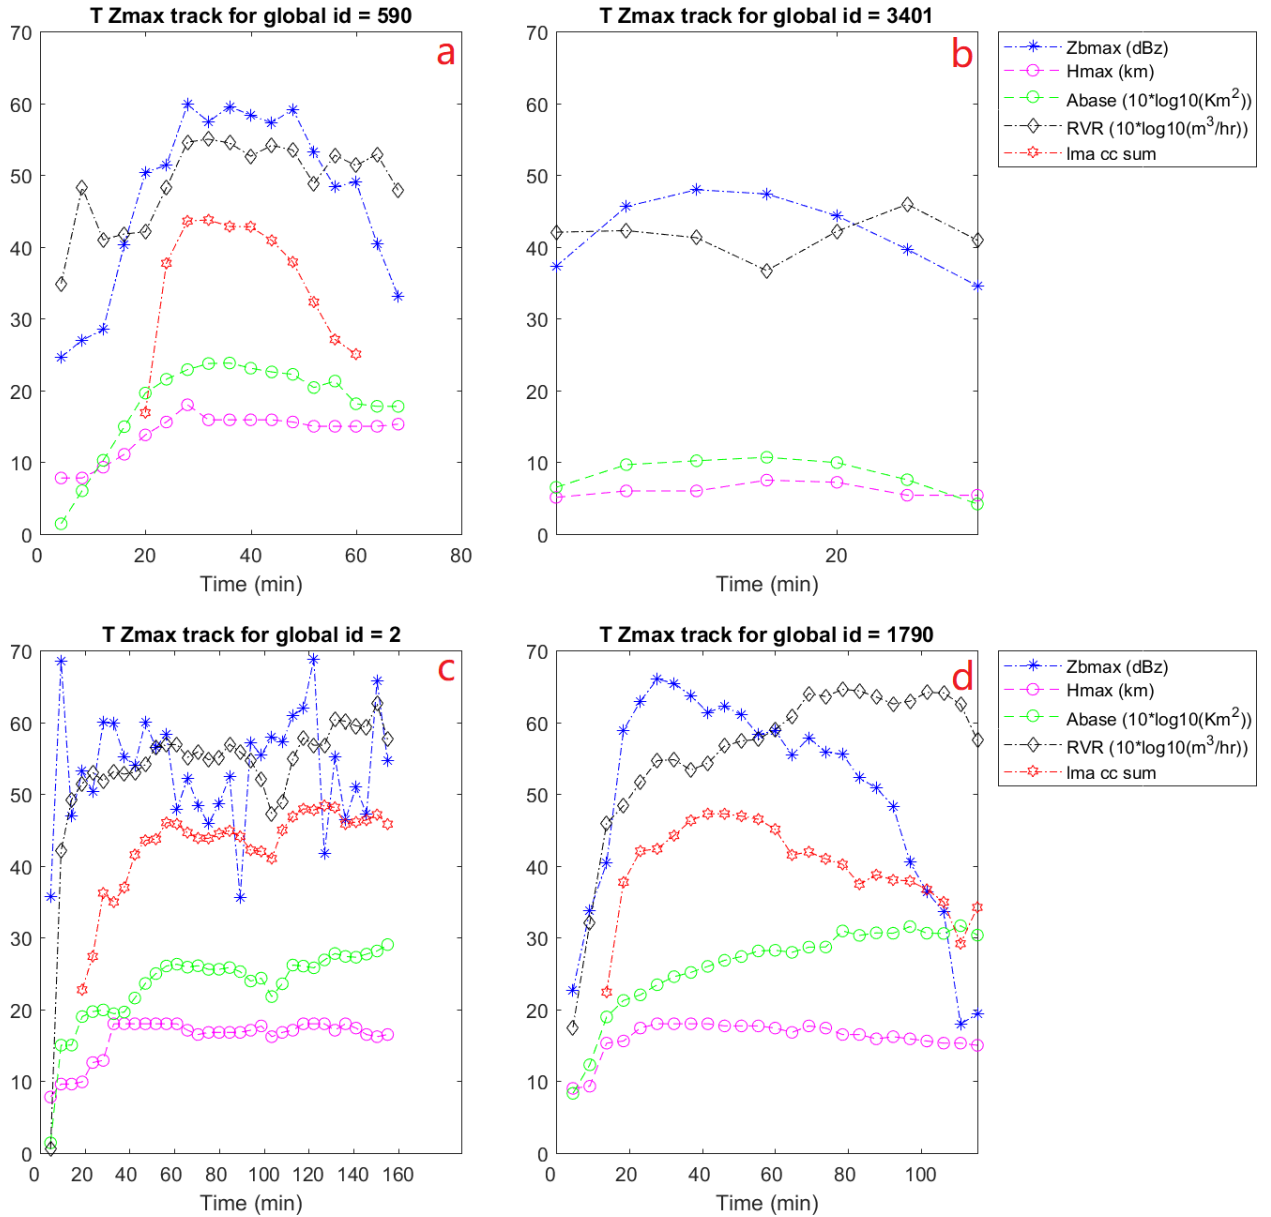 T Zmax track for global id = 590
a
70
60
50
40
30
20
10
0
0 20 40 60 80
Time (min)
T Zmax track for global id = 3401
b
70
60
50
40
30
20
10
0
20
Time (min)
Zbmax (dBz)
Hmax (km)
Abase (10*log10(Km²))
RVR (10*log10(m³/hr))
lma cc sum
T Zmax track for global id = 2
c
70
60
50
40
30
20
10
0
0 20 40 60 80 100 120 140 160
Time (min)
T Zmax track for global id = 1790
d
70
60
50
40
30
20
10
0
0 20 40 60 80 100
Time (min)
Zbmax (dBz)
Hmax (km)
Abase (10*log10(Km²))
RVR (10*log10(m³/hr))
lma cc sum